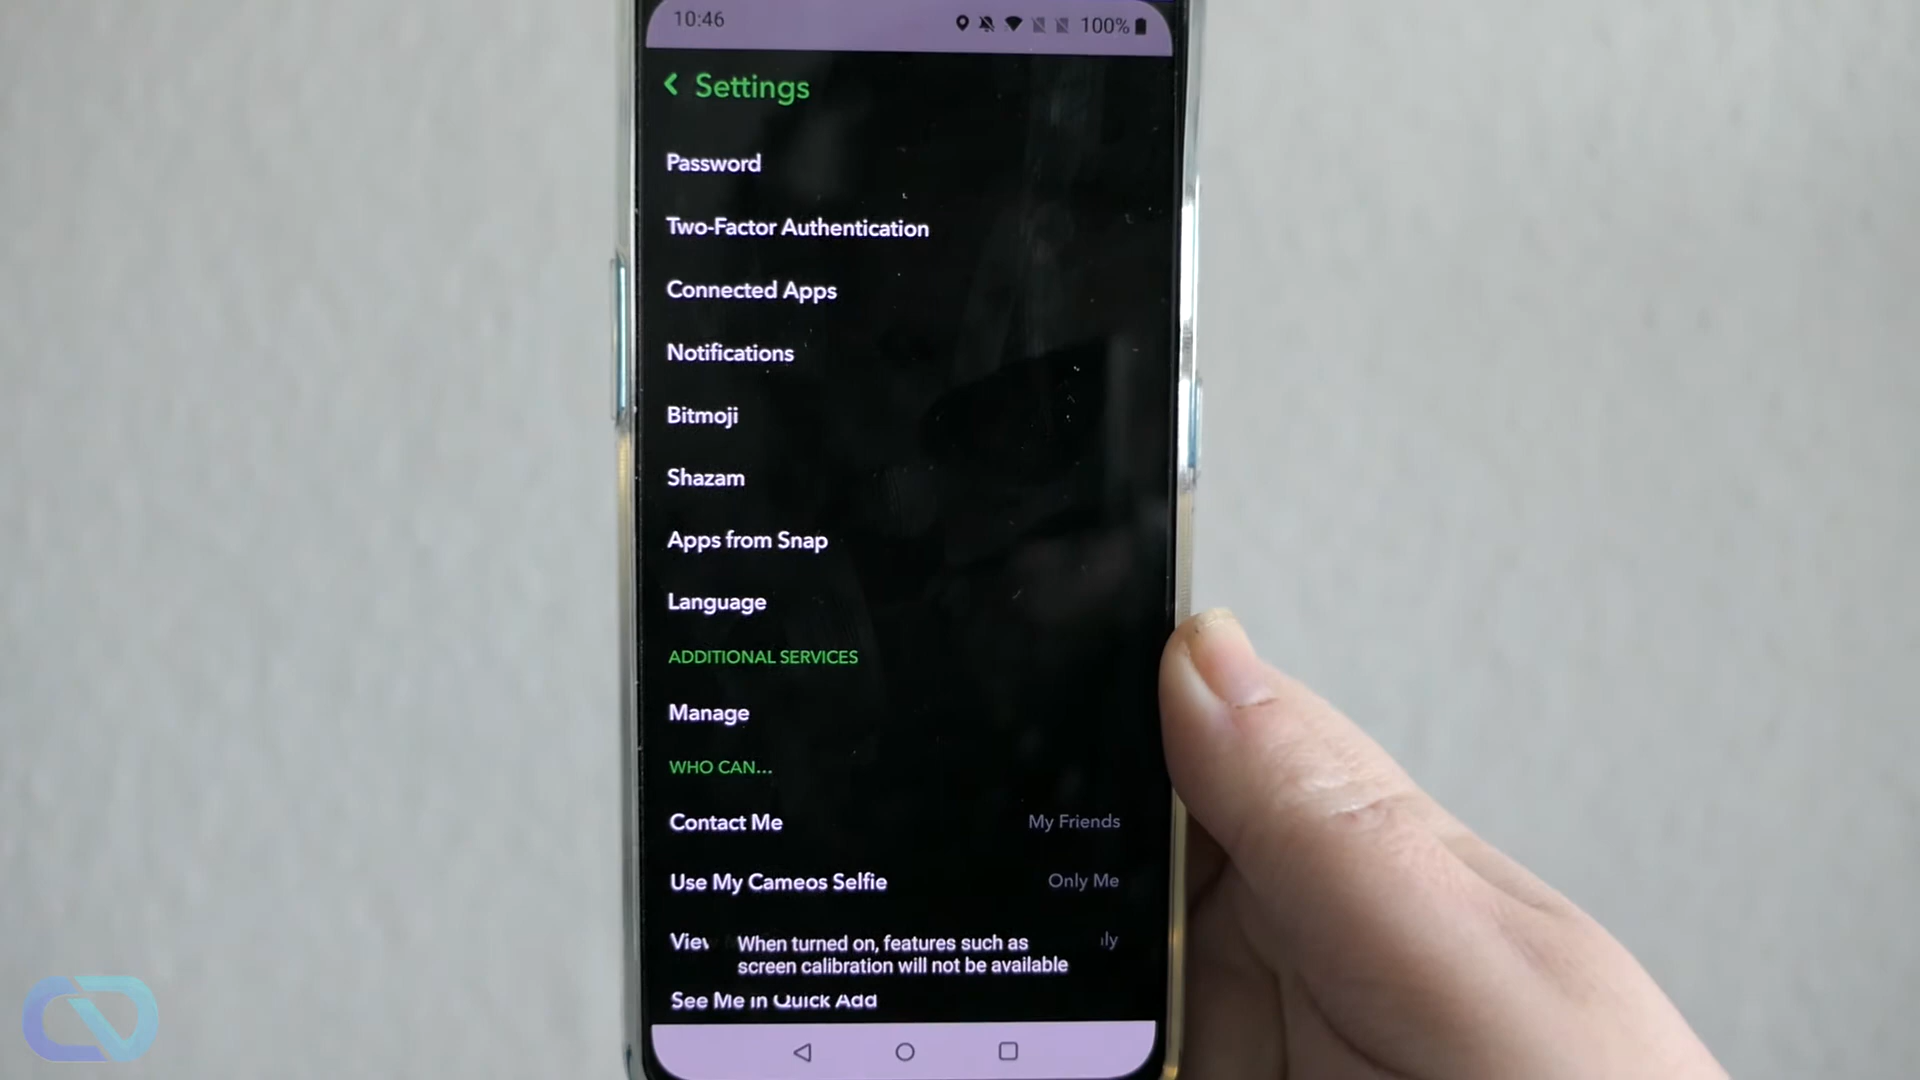 10:46
100%
Settings
Password
Two-Factor Authentication
Connected Apps
Notifications
Bitmoji
Shazam
Apps from Snap
Language
ADDITIONAL SERVICES
Manage
WHO CAN...
Contact Me My Friends
Use My Cameos Selfie Only Me
When turned on, features such as
screen calibration will not be available
See Me in Quick Add